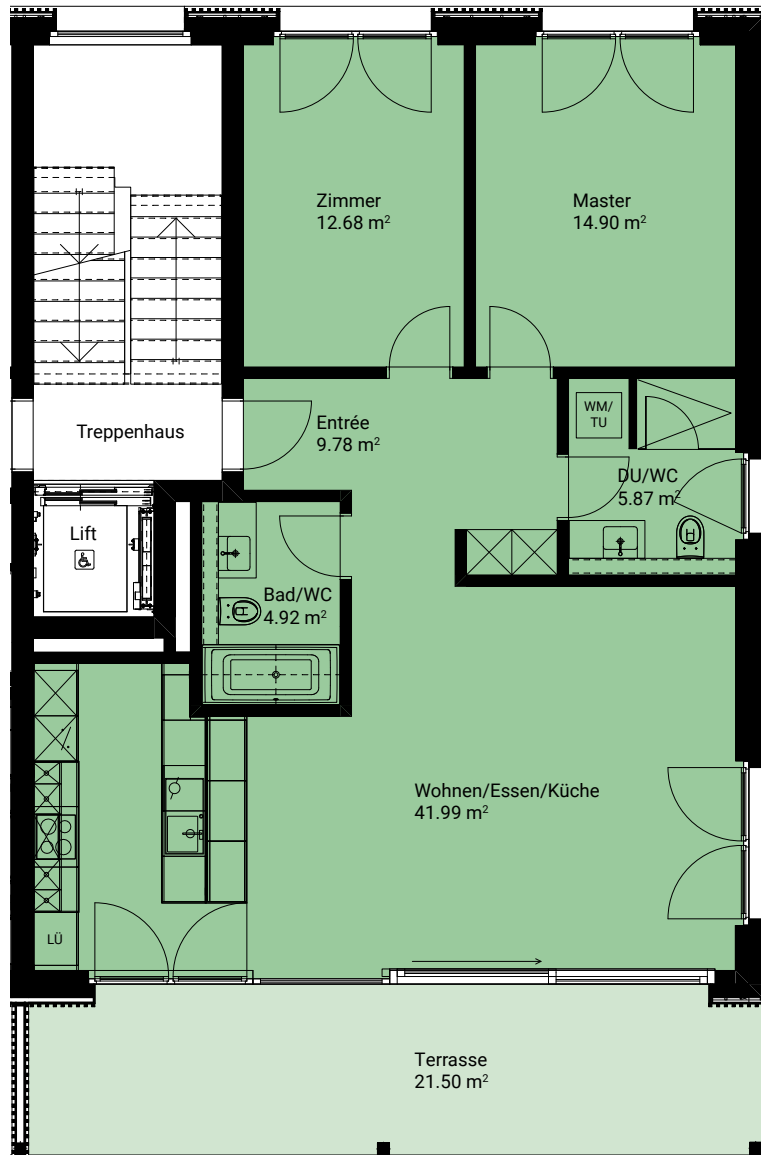 Zimmer
12.68 m²
Master
14.90 m²
Treppenhaus
Entrée
9.78 m²
WM/
TU
DU/WC
5.87 m²
Lift
Bad/WC
4.92 m²
Wohnen/Essen/Küche
41.99 m²
LÜ
Terrasse
21.50 m²